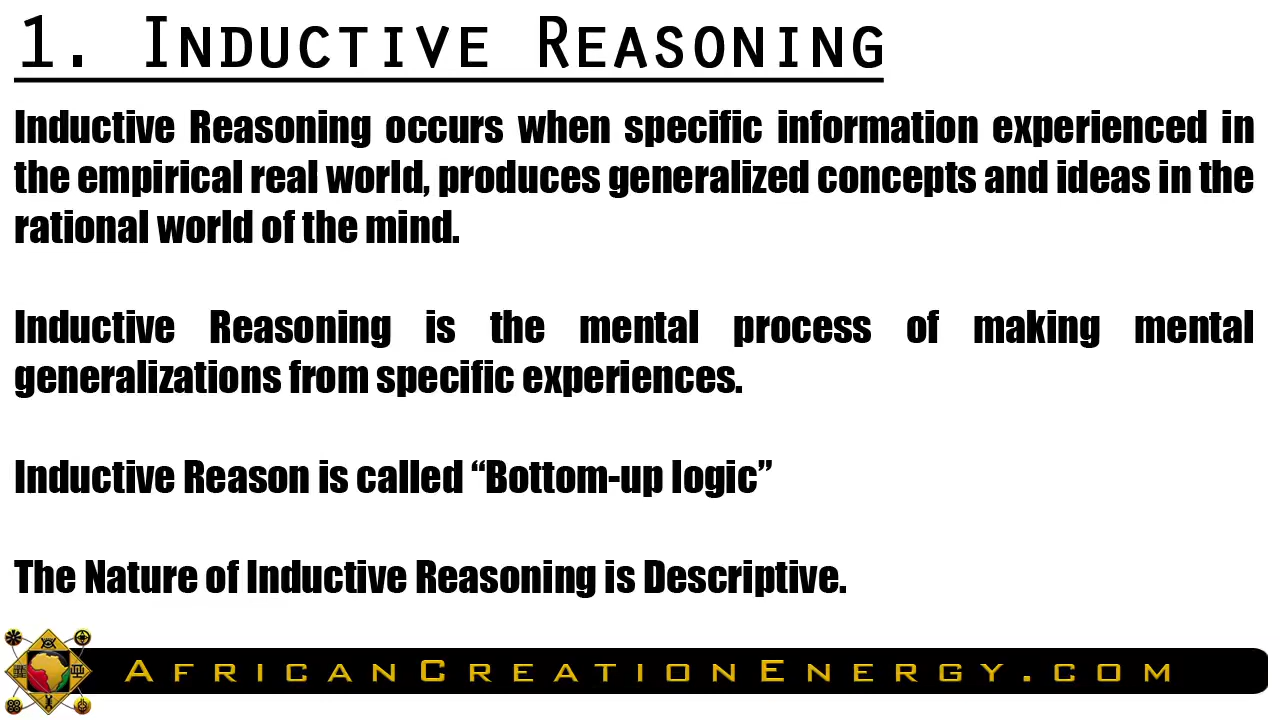 1. Inductive Reasoning
Inductive Reasoning occurs when specific information experienced in
the empirical real world, produces generalized concepts and ideas in the
rational world of the mind.
Inductive Reasoning is the mental process of making mental
generalizations from specific experiences.
Inductive Reason is called “Bottom-up logic”
The Nature of Inductive Reasoning is Descriptive.
AfricanCreationEnergy.com